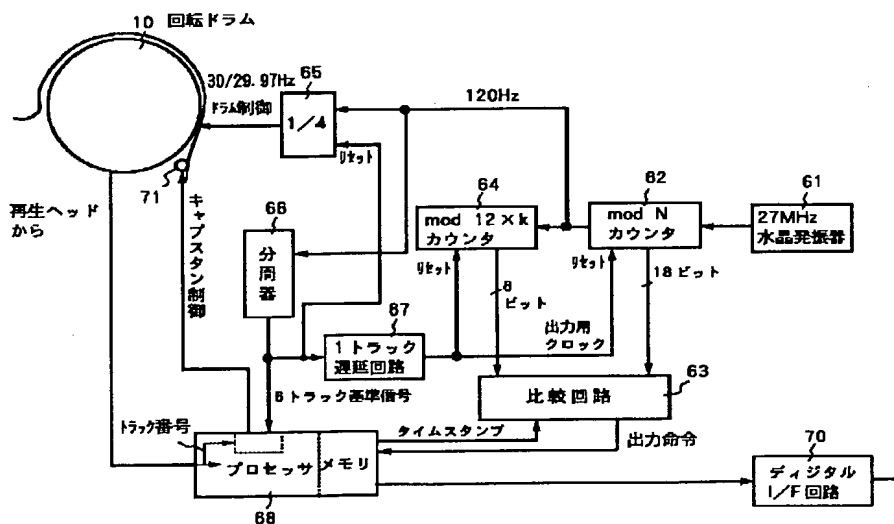 10 回転ドラム
30/29.97Hz
ドラム制御
65
1/4
リセット
120Hz
71
再生ヘッド
から
キャプスタン制御
66
分周器
64
mod 12×k
カウンタ
リセット
62
mod N
カウンタ
リセット
61
27MHz
水晶発振器
8
ビット
18ビット
67
1トラック
遅延回路
出力用
クロック
63
比較回路
6トラック基準信号
トラック番号
タイムスタンプ
出力命令
プロセッサ
メモリ
68
70
ディジタル
I/F回路